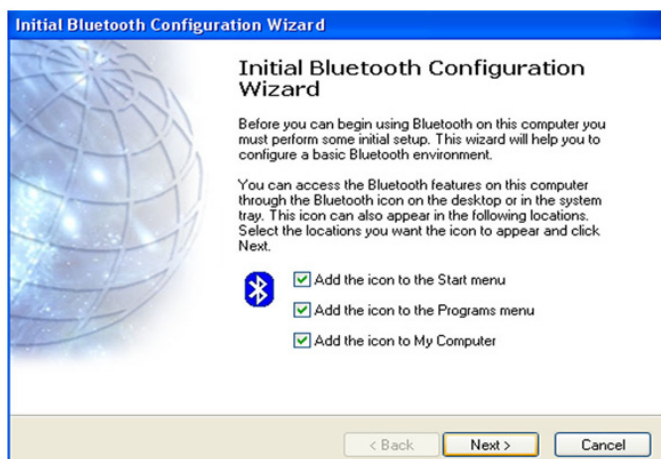 Initial Bluetooth Configuration Wizard
Initial Bluetooth Configuration
Wizard
Before you can begin using Bluetooth on this computer you
must perform some initial setup. This wizard will help you to
configure a basic Bluetooth environment.
You can access the Bluetooth features on this computer
through the Bluetooth icon on the desktop or in the system
tray. This icon can also appear in the following locations.
Select the locations you want the icon to appear and click
Next.
Add the icon to the Start menu
Add the icon to the Programs menu
Add the icon to My Computer
< Back
Next >
Cancel